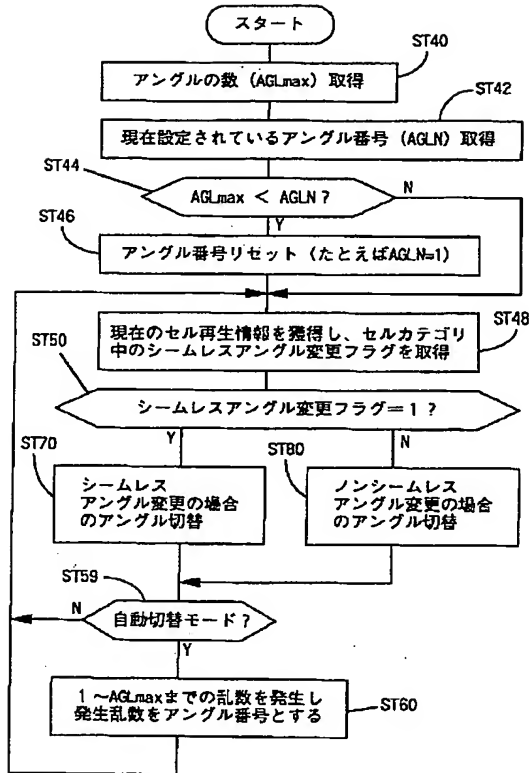 スタート
ST40
アングルの数（AGLmax）取得
ST42
現在設定されているアングル番号（AGLN）取得
ST44
AGLmax ＜ AGLN？
N
Y
ST46
アングル番号リセット（たとえばAGLN=1）
ST48
現在のセル再生情報を獲得し、セルカテゴリ
中のシームレスアングル変更フラグを取得
ST50
シームレスアングル変更フラグ＝1？
Y
N
ST70
シームレス
アングル変更の場合
のアングル切替
ST80
ノンシームレス
アングル変更の場合
のアングル切替
ST59
N
自動切替モード？
Y
1～AGLmaxまでの乱数を発生し
発生乱数をアングル番号とする
ST60